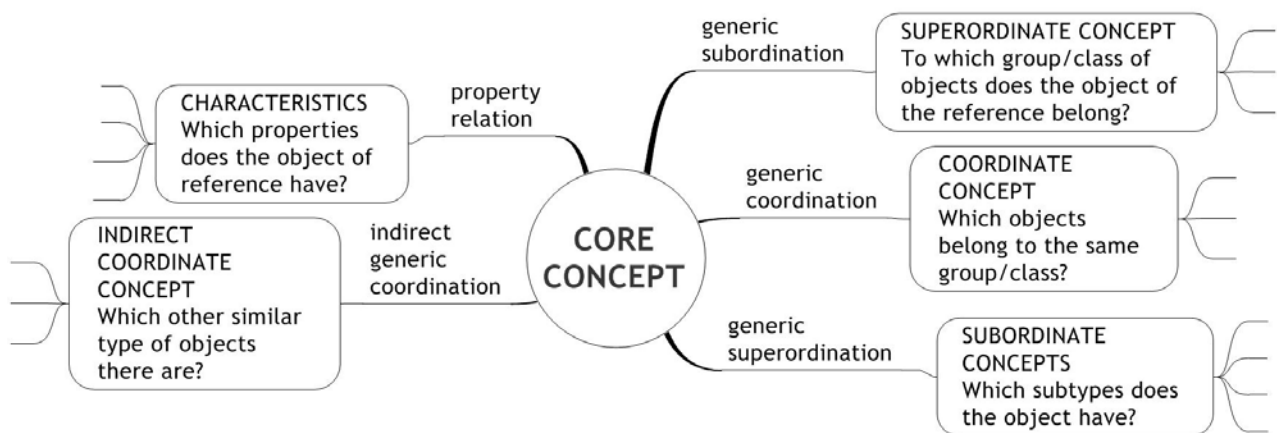 generic
subordination
SUPERORDINATE CONCEPT
To which group/class of
objects does the object of
the reference belong?
property
relation
CHARACTERISTICS
Which properties
does the object of
reference have?
generic
coordination
COORDINATE
CONCEPT
Which objects
belong to the same
group/class?
CORE
CONCEPT
indirect
generic
coordination
INDIRECT
COORDINATE
CONCEPT
Which other similar
type of objects
there are?
generic
superordination
SUBORDINATE
CONCEPTS
Which subtypes does
the object have?